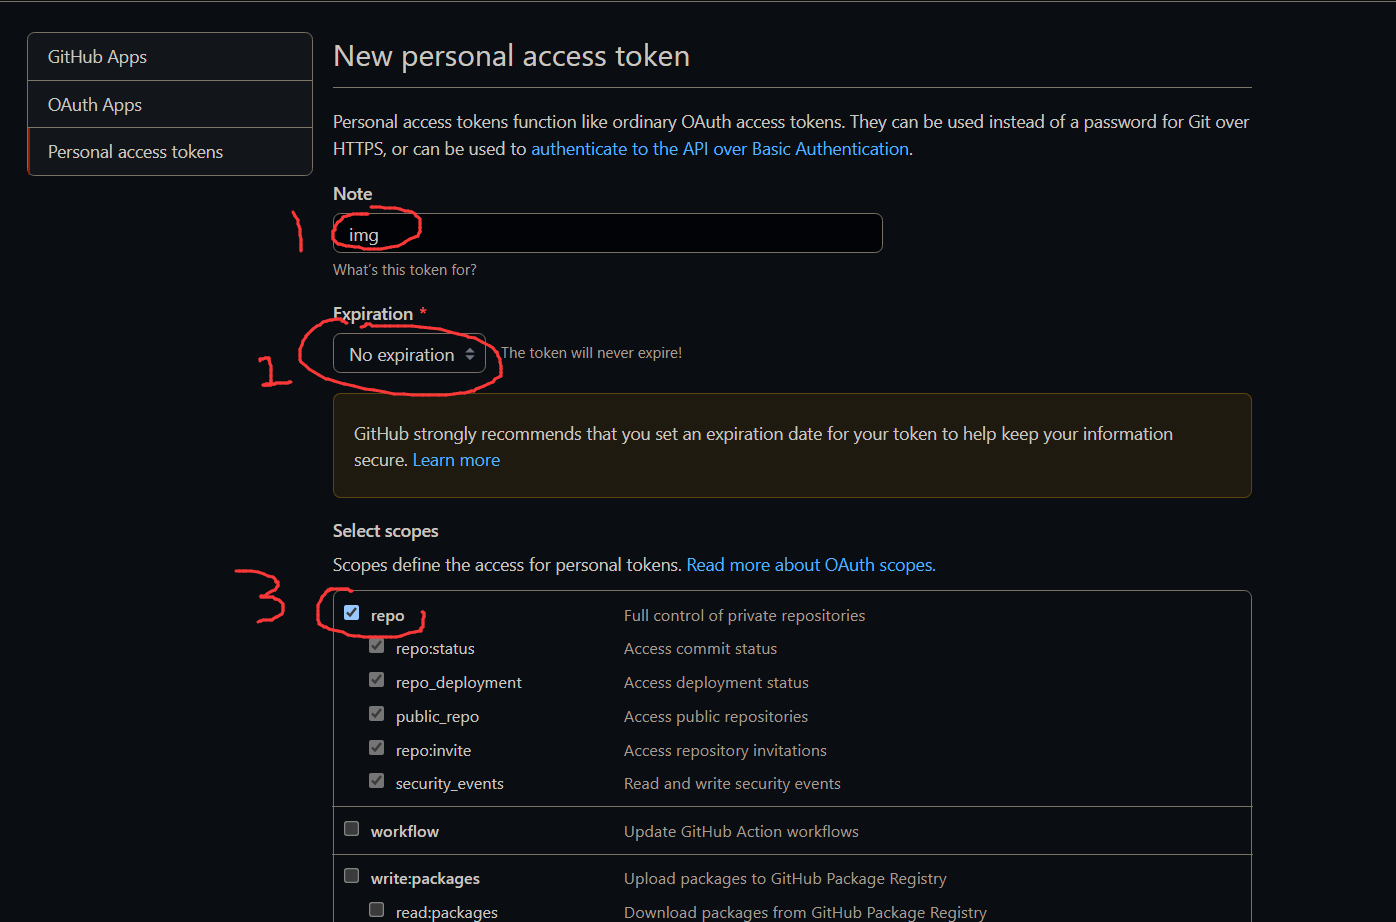 GitHub Apps
OAuth Apps
Personal access tokens
New personal access token
Personal access tokens function like ordinary OAuth access tokens. They can be used instead of a password for Git over
HTTPS, or can be used to authenticate to the API over Basic Authentication.
Note
1
img
What's this token for?
Expiration *
2
No expiration The token will never expire!
GitHub strongly recommends that you set an expiration date for your token to help keep your information
secure. Learn more
Select scopes
Scopes define the access for personal tokens. Read more about OAuth scopes.
3
repo Full control of private repositories
repo:status Access commit status
repo_deployment Access deployment status
public_repo Access public repositories
repo:invite Access repository invitations
security_events Read and write security events
workflow Update GitHub Action workflows
write:packages Upload packages to GitHub Package Registry
read:packages Download packages from GitHub Package Registry